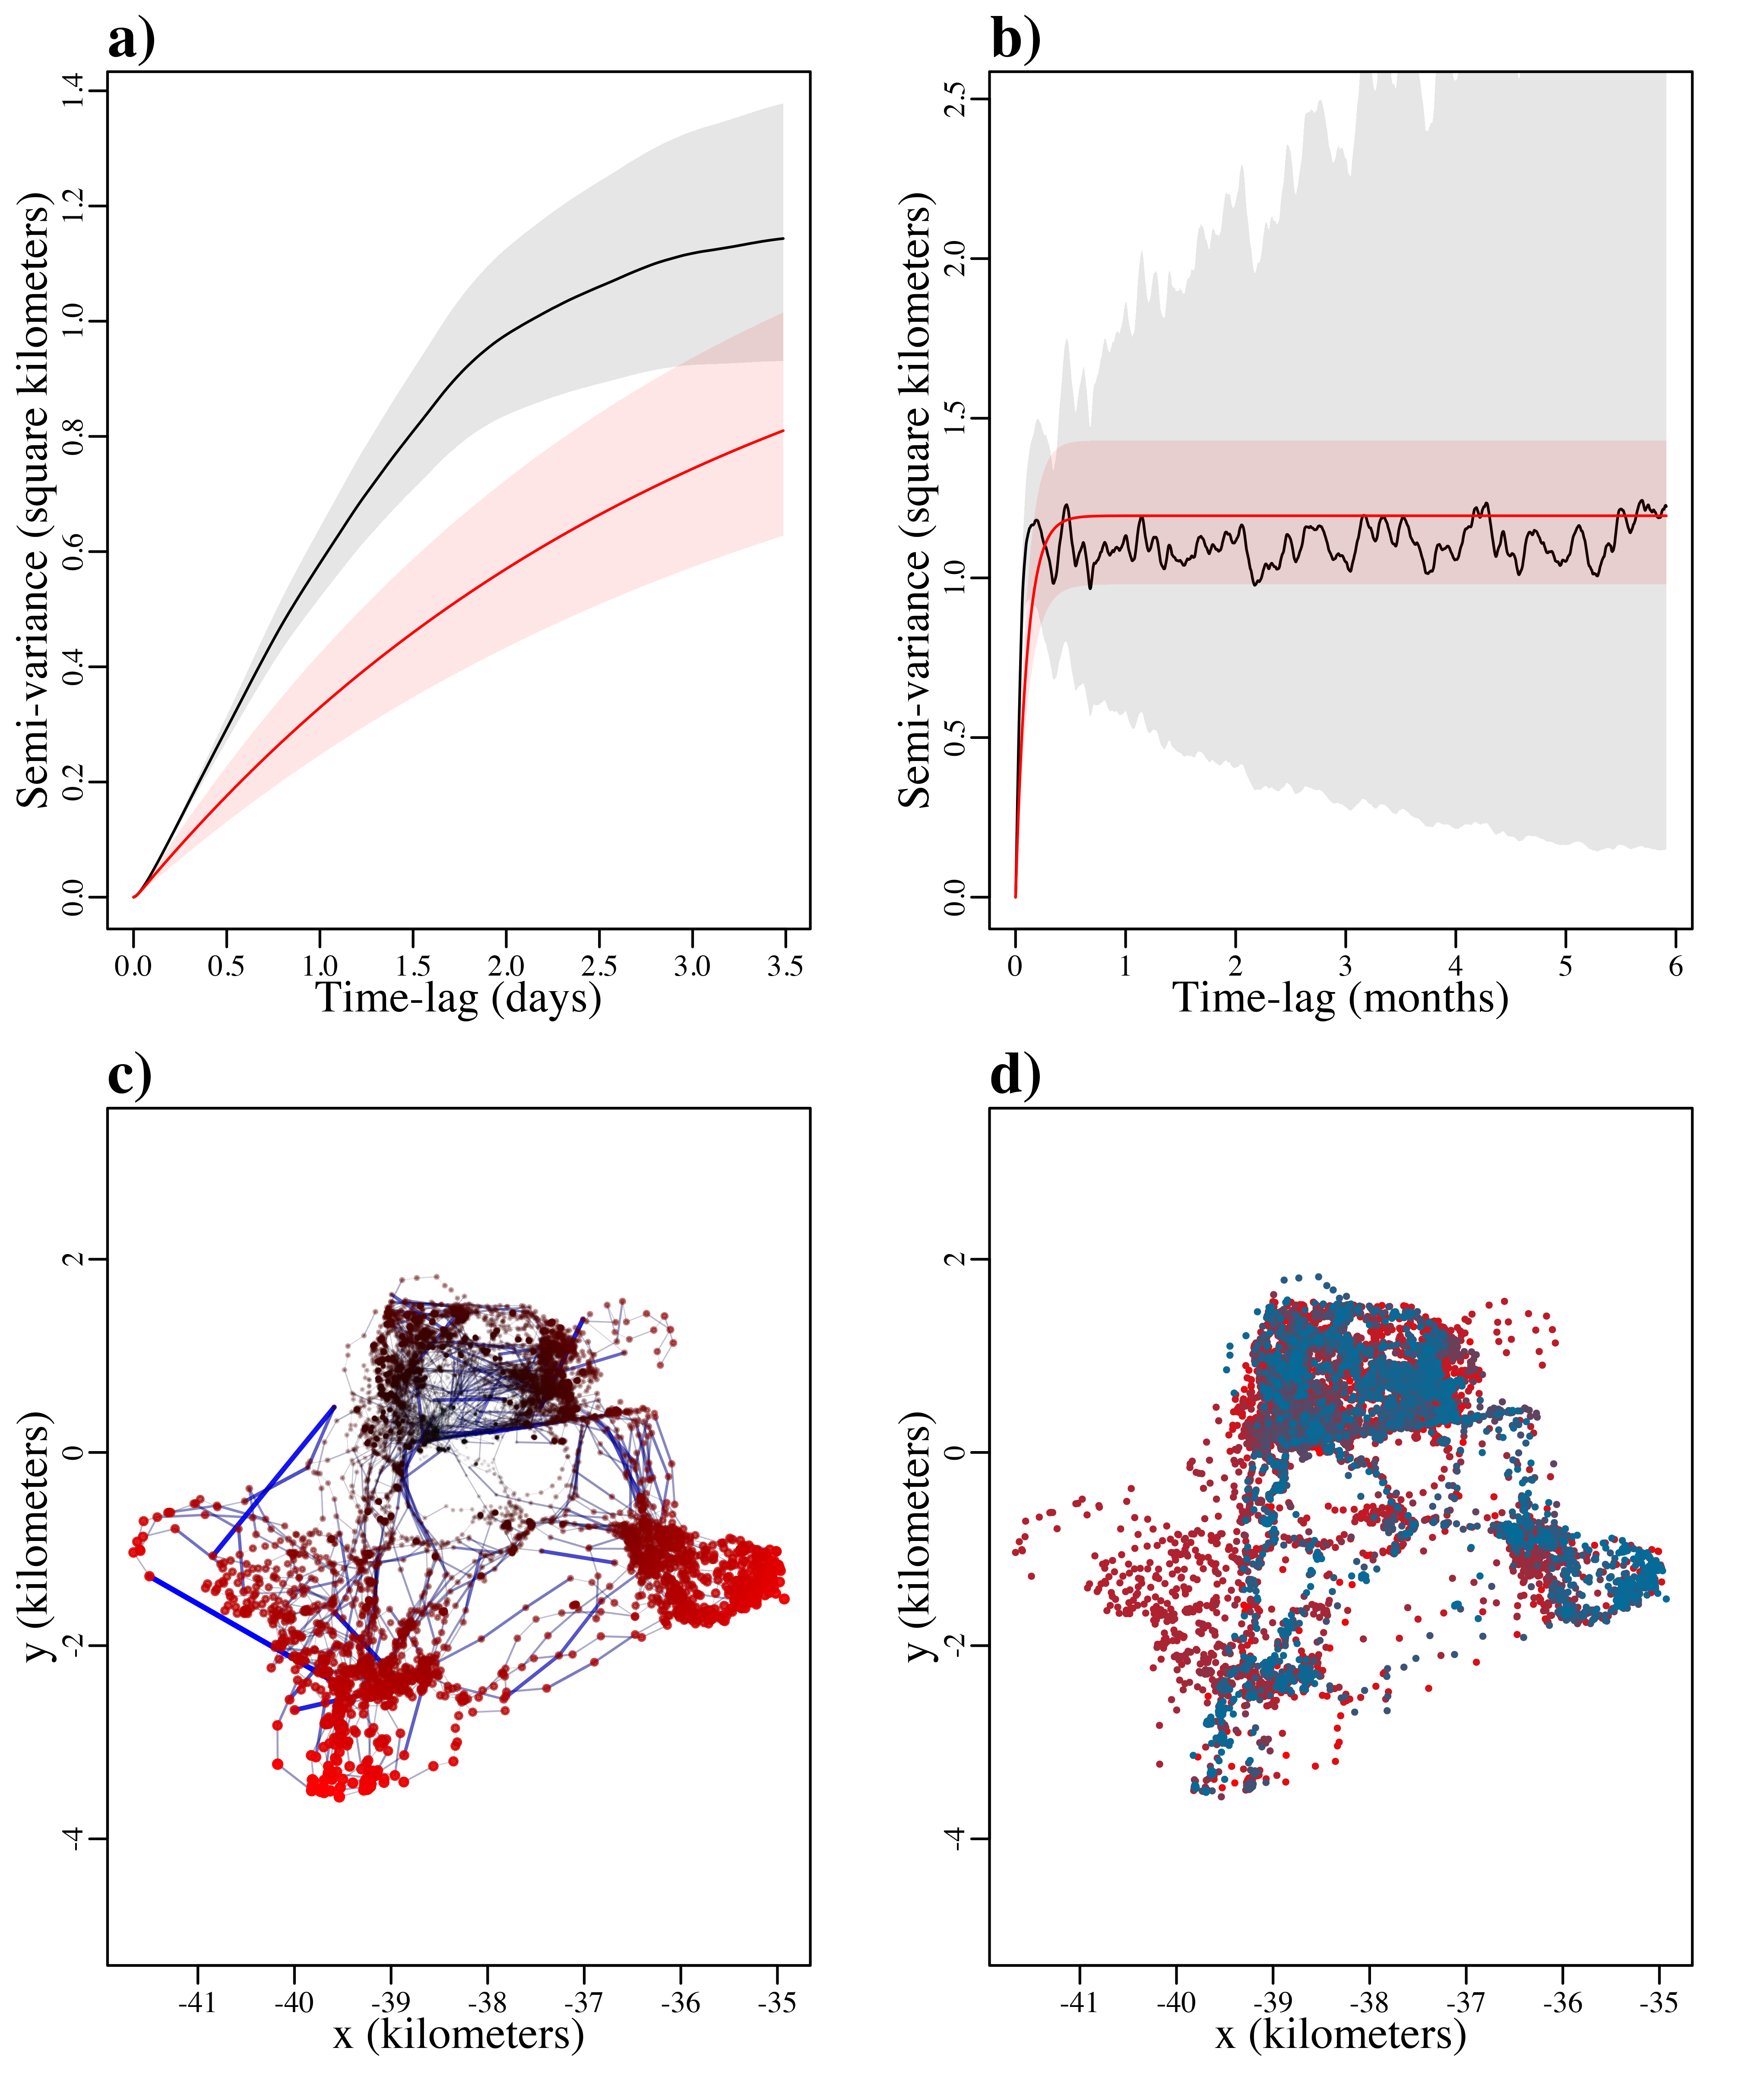 a)
Semi-variance (square kilometers)
0.0 0.2 0.4 0.6 0.8 1.0 1.2 1.4
0.0 0.5 1.0 1.5 2.0 2.5 3.0 3.5
Time-lag (days)
b)
Semi-variance (square kilometers)
0.0 0.5 1.0 1.5 2.0 2.5
0 1 2 3 4 5 6
Time-lag (months)
c)
y (kilometers)
-4 -2 0 2
-41 -40 -39 -38 -37 -36 -35
x (kilometers)
d)
y (kilometers)
-4 -2 0 2
-41 -40 -39 -38 -37 -36 -35
x (kilometers)